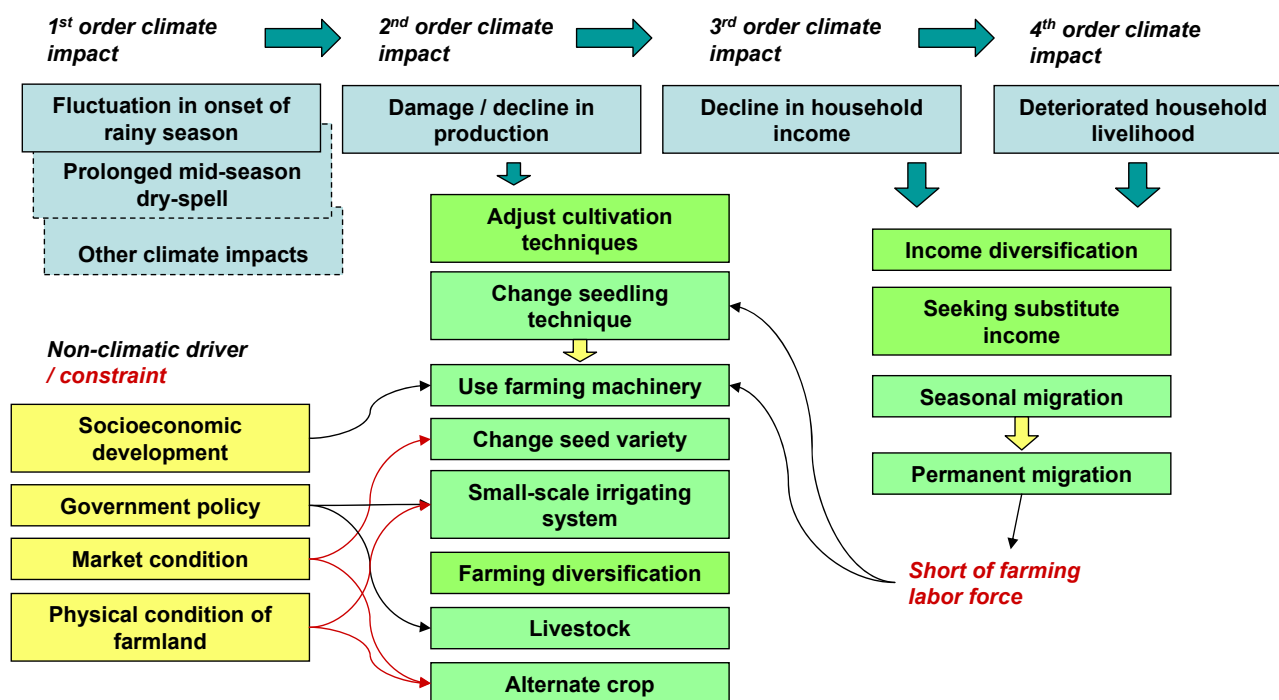 1st order climate
impact
2nd order climate
impact
3rd order climate
impact
4th order climate
impact
Fluctuation in onset of
rainy season
Prolonged mid-season
dry-spell
Other climate impacts
Damage / decline in
production
Decline in household
income
Deteriorated household
livelihood
Adjust cultivation
techniques
Change seedling
technique
Use farming machinery
Change seed variety
Small-scale irrigating
system
Farming diversification
Livestock
Alternate crop
Income diversification
Seeking substitute
income
Seasonal migration
Permanent migration
Short of farming
labor force
Non-climatic driver
/ constraint
Socioeconomic
development
Government policy
Market condition
Physical condition of
farmland